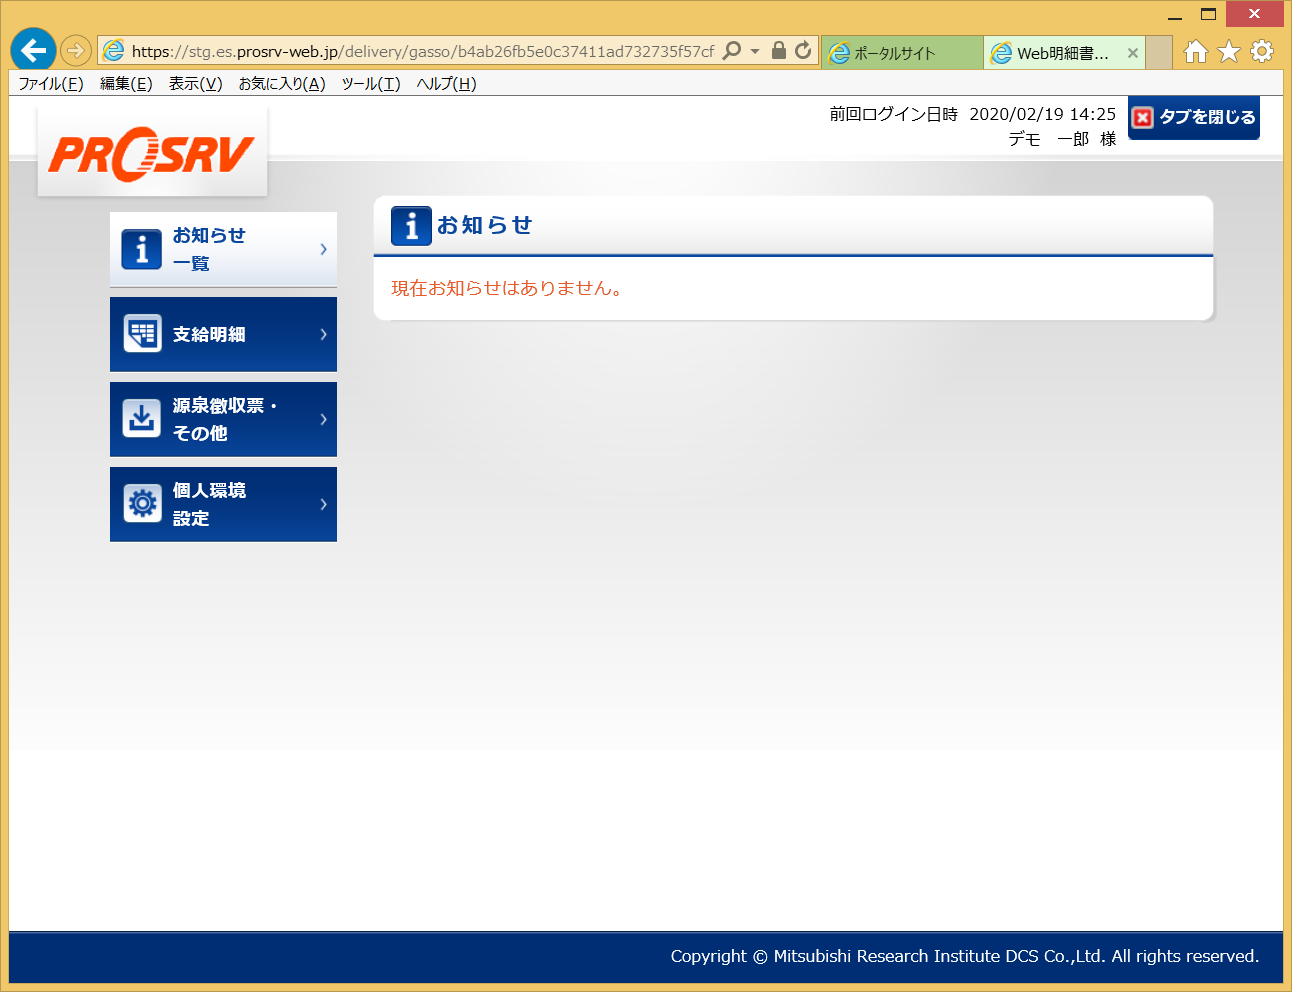 https://stg.es.prosrv-web.jp/delivery/gasso/b4ab26fb5e0c37411ad732735f57cf
ポータルサイト
Web明細書...
ファイル(F) 編集(E) 表示(V) お気に入り(A) ツール(T) ヘルプ(H)
PROSRV
前回ログイン日時 2020/02/19 14:25
デモ 一郎 様
タブを閉じる
お知らせ
一覧
支給明細
源泉徴収票・
その他
個人環境
設定
お知らせ
現在お知らせはありません。
Copyright © Mitsubishi Research Institute DCS Co.,Ltd. All rights reserved.